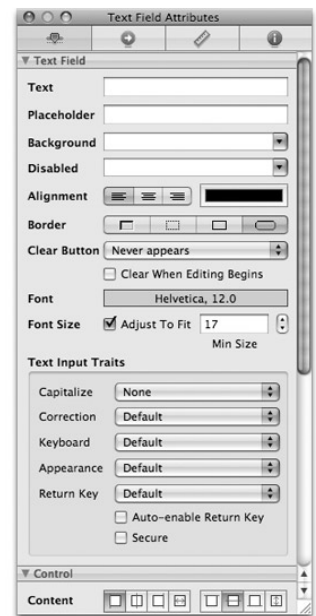 Text Field Attributes
Text Field
Text
Placeholder
Background
Disabled
Alignment
Border
Clear Button Never appears
Clear When Editing Begins
Font Helvetica, 12.0
Font Size Adjust To Fit 17
Min Size
Text Input Traits
Capitalize None
Correction Default
Keyboard Default
Appearance Default
Return Key Default
Auto-enable Return Key
Secure
Control
Content